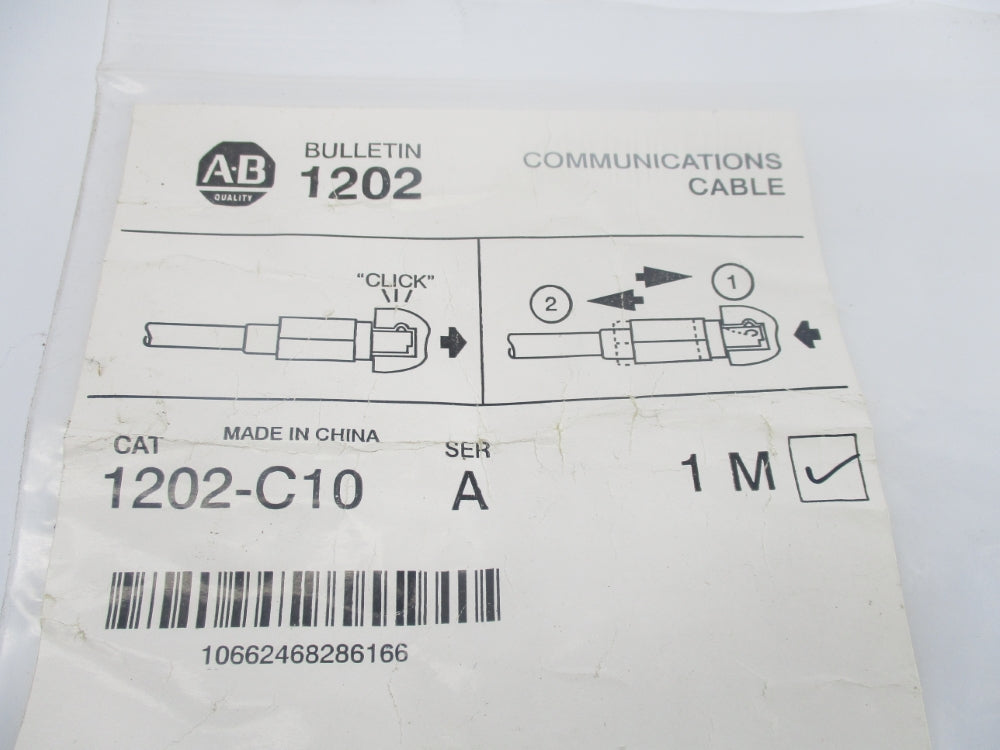 A·B
QUALITY
BULLETIN
1202
COMMUNICATIONS
CABLE
"CLICK"
2
1
MADE IN CHINA
CAT
1202-C10
SER
A
1 M
10662468286166